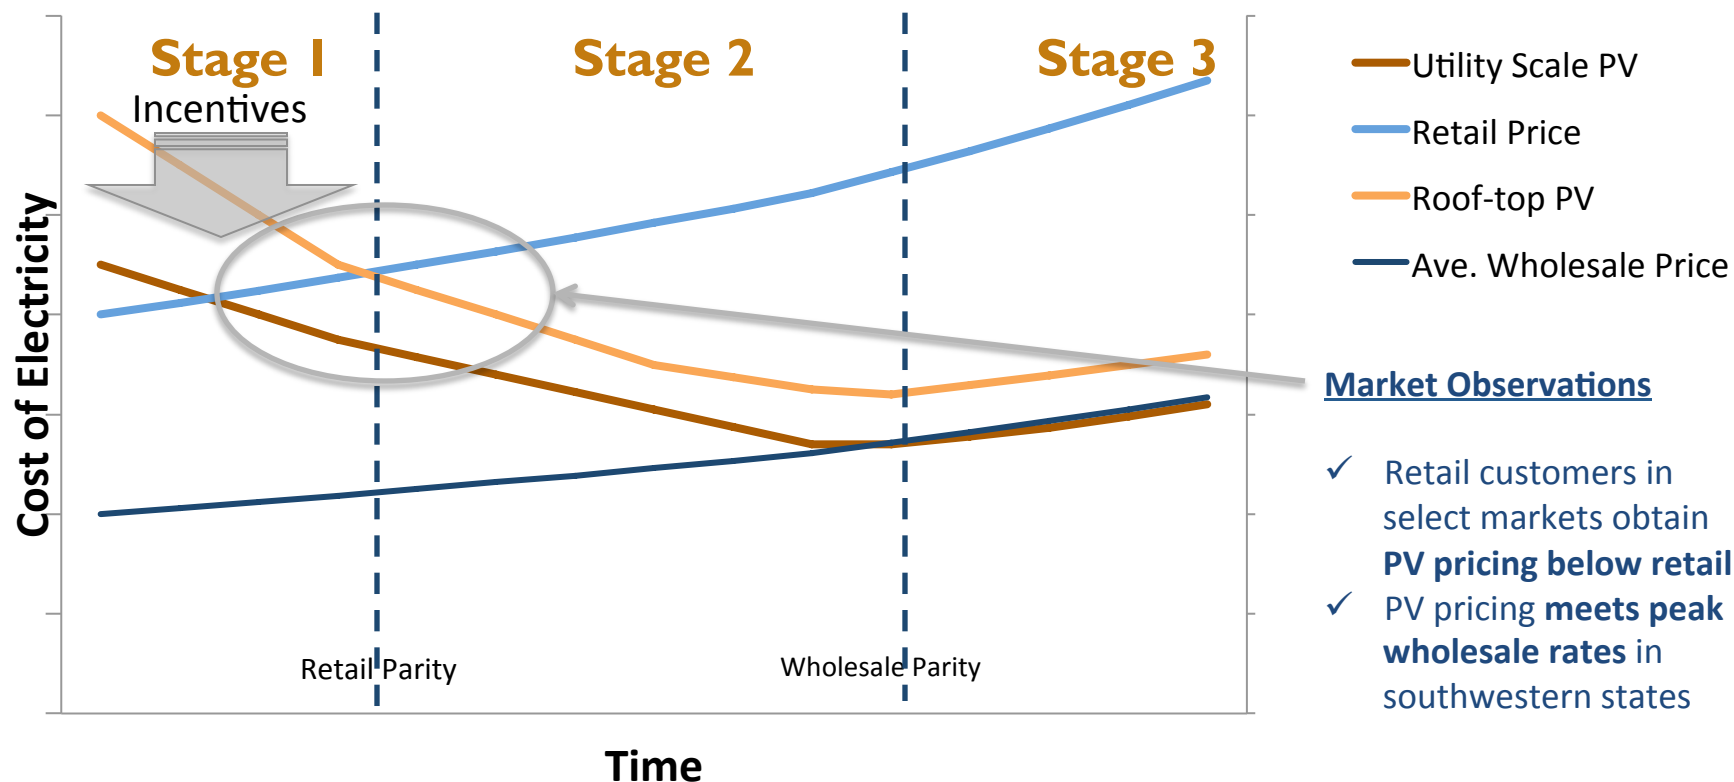 Stage 1
Stage 2
Stage 3
Incentives
Utility Scale PV
Retail Price
Roof-top PV
Ave. Wholesale Price
Cost of Electricity
Market Observations
✓ Retail customers in
select markets obtain
PV pricing below retail
✓ PV pricing meets peak
wholesale rates in
southwestern states
Retail Parity
Wholesale Parity
Time